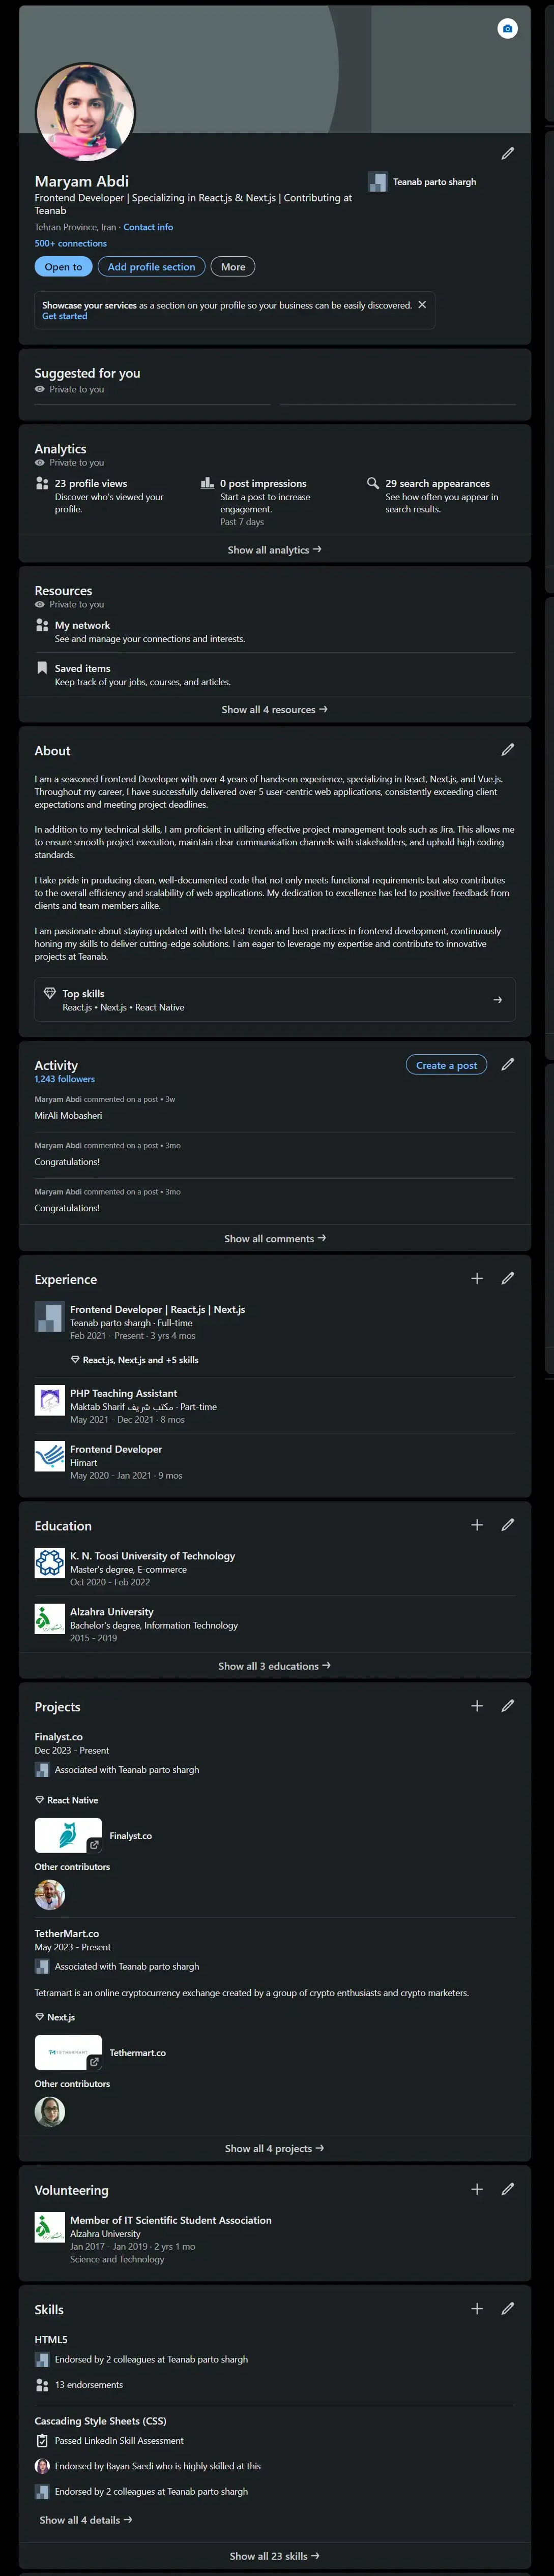 Maryam Abdi
Teanab parto shargh
Frontend Developer | Specializing in React.js & Next.js | Contributing at
Teanab
Tehran Province, Iran · Contact info
500+ connections
Open to
Add profile section
More
Showcase your services as a section on your profile so your business can be easily discovered.
Get started
Suggested for you
Private to you
Analytics
Private to you
23 profile views
Discover who's viewed your
profile.
0 post impressions
Start a post to increase
engagement.
Past 7 days
29 search appearances
See how often you appear in
search results.
Show all analytics →
Resources
Private to you
My network
See and manage your connections and interests.
Saved items
Keep track of your jobs, courses, and articles.
Show all 4 resources →
About
I am a seasoned Frontend Developer with over 4 years of hands-on experience, specializing in React, Next.js, and Vue.js.
Throughout my career, I have successfully delivered over 5 user-centric web applications, consistently exceeding client
expectations and meeting project deadlines.
In addition to my technical skills, I am proficient in utilizing effective project management tools such as Jira. This allows me
to ensure smooth project execution, maintain clear communication channels with stakeholders, and uphold high coding
standards.
I take pride in producing clean, well-documented code that not only meets functional requirements but also contributes
to the overall efficiency and scalability of web applications. My dedication to excellence has led to positive feedback from
clients and team members alike.
I am passionate about staying updated with the latest trends and best practices in frontend development, continuously
honing my skills to deliver cutting-edge solutions. I am eager to leverage my expertise and contribute to innovative
projects at Teanab.
Top skills
React.js • Next.js • React Native
Activity
1,243 followers
Create a post
Maryam Abdi commented on a post • 3w
MirAli Mobasheri
Maryam Abdi commented on a post • 3mo
Congratulations!
Maryam Abdi commented on a post • 3mo
Congratulations!
Show all comments →
Experience
Frontend Developer | React.js | Next.js
Teanab parto shargh · Full-time
Feb 2021 - Present · 3 yrs 4 mos
React.js, Next.js and +5 skills
PHP Teaching Assistant
Maktab Sharif مکتب شریف · Part-time
May 2021 - Dec 2021 · 8 mos
Frontend Developer
Himart
May 2020 - Jan 2021 · 9 mos
Education
K. N. Toosi University of Technology
Master's degree, E-commerce
Oct 2020 - Feb 2022
Alzahra University
Bachelor's degree, Information Technology
2015 - 2019
Show all 3 educations →
Projects
Finalyst.co
Dec 2023 - Present
Associated with Teanab parto shargh
React Native
Finalyst.co
Other contributors
TetherMart.co
May 2023 - Present
Associated with Teanab parto shargh
Tetramart is an online cryptocurrency exchange created by a group of crypto enthusiasts and crypto marketers.
Next.js
TETHERMART
Tethermart.co
Other contributors
Show all 4 projects →
Volunteering
Member of IT Scientific Student Association
Alzahra University
Jan 2017 - Jan 2019 · 2 yrs 1 mo
Science and Technology
Skills
HTML5
Endorsed by 2 colleagues at Teanab parto shargh
13 endorsements
Cascading Style Sheets (CSS)
Passed LinkedIn Skill Assessment
Endorsed by Bayan Saedi who is highly skilled at this
Endorsed by 2 colleagues at Teanab parto shargh
Show all 4 details →
Show all 23 skills →